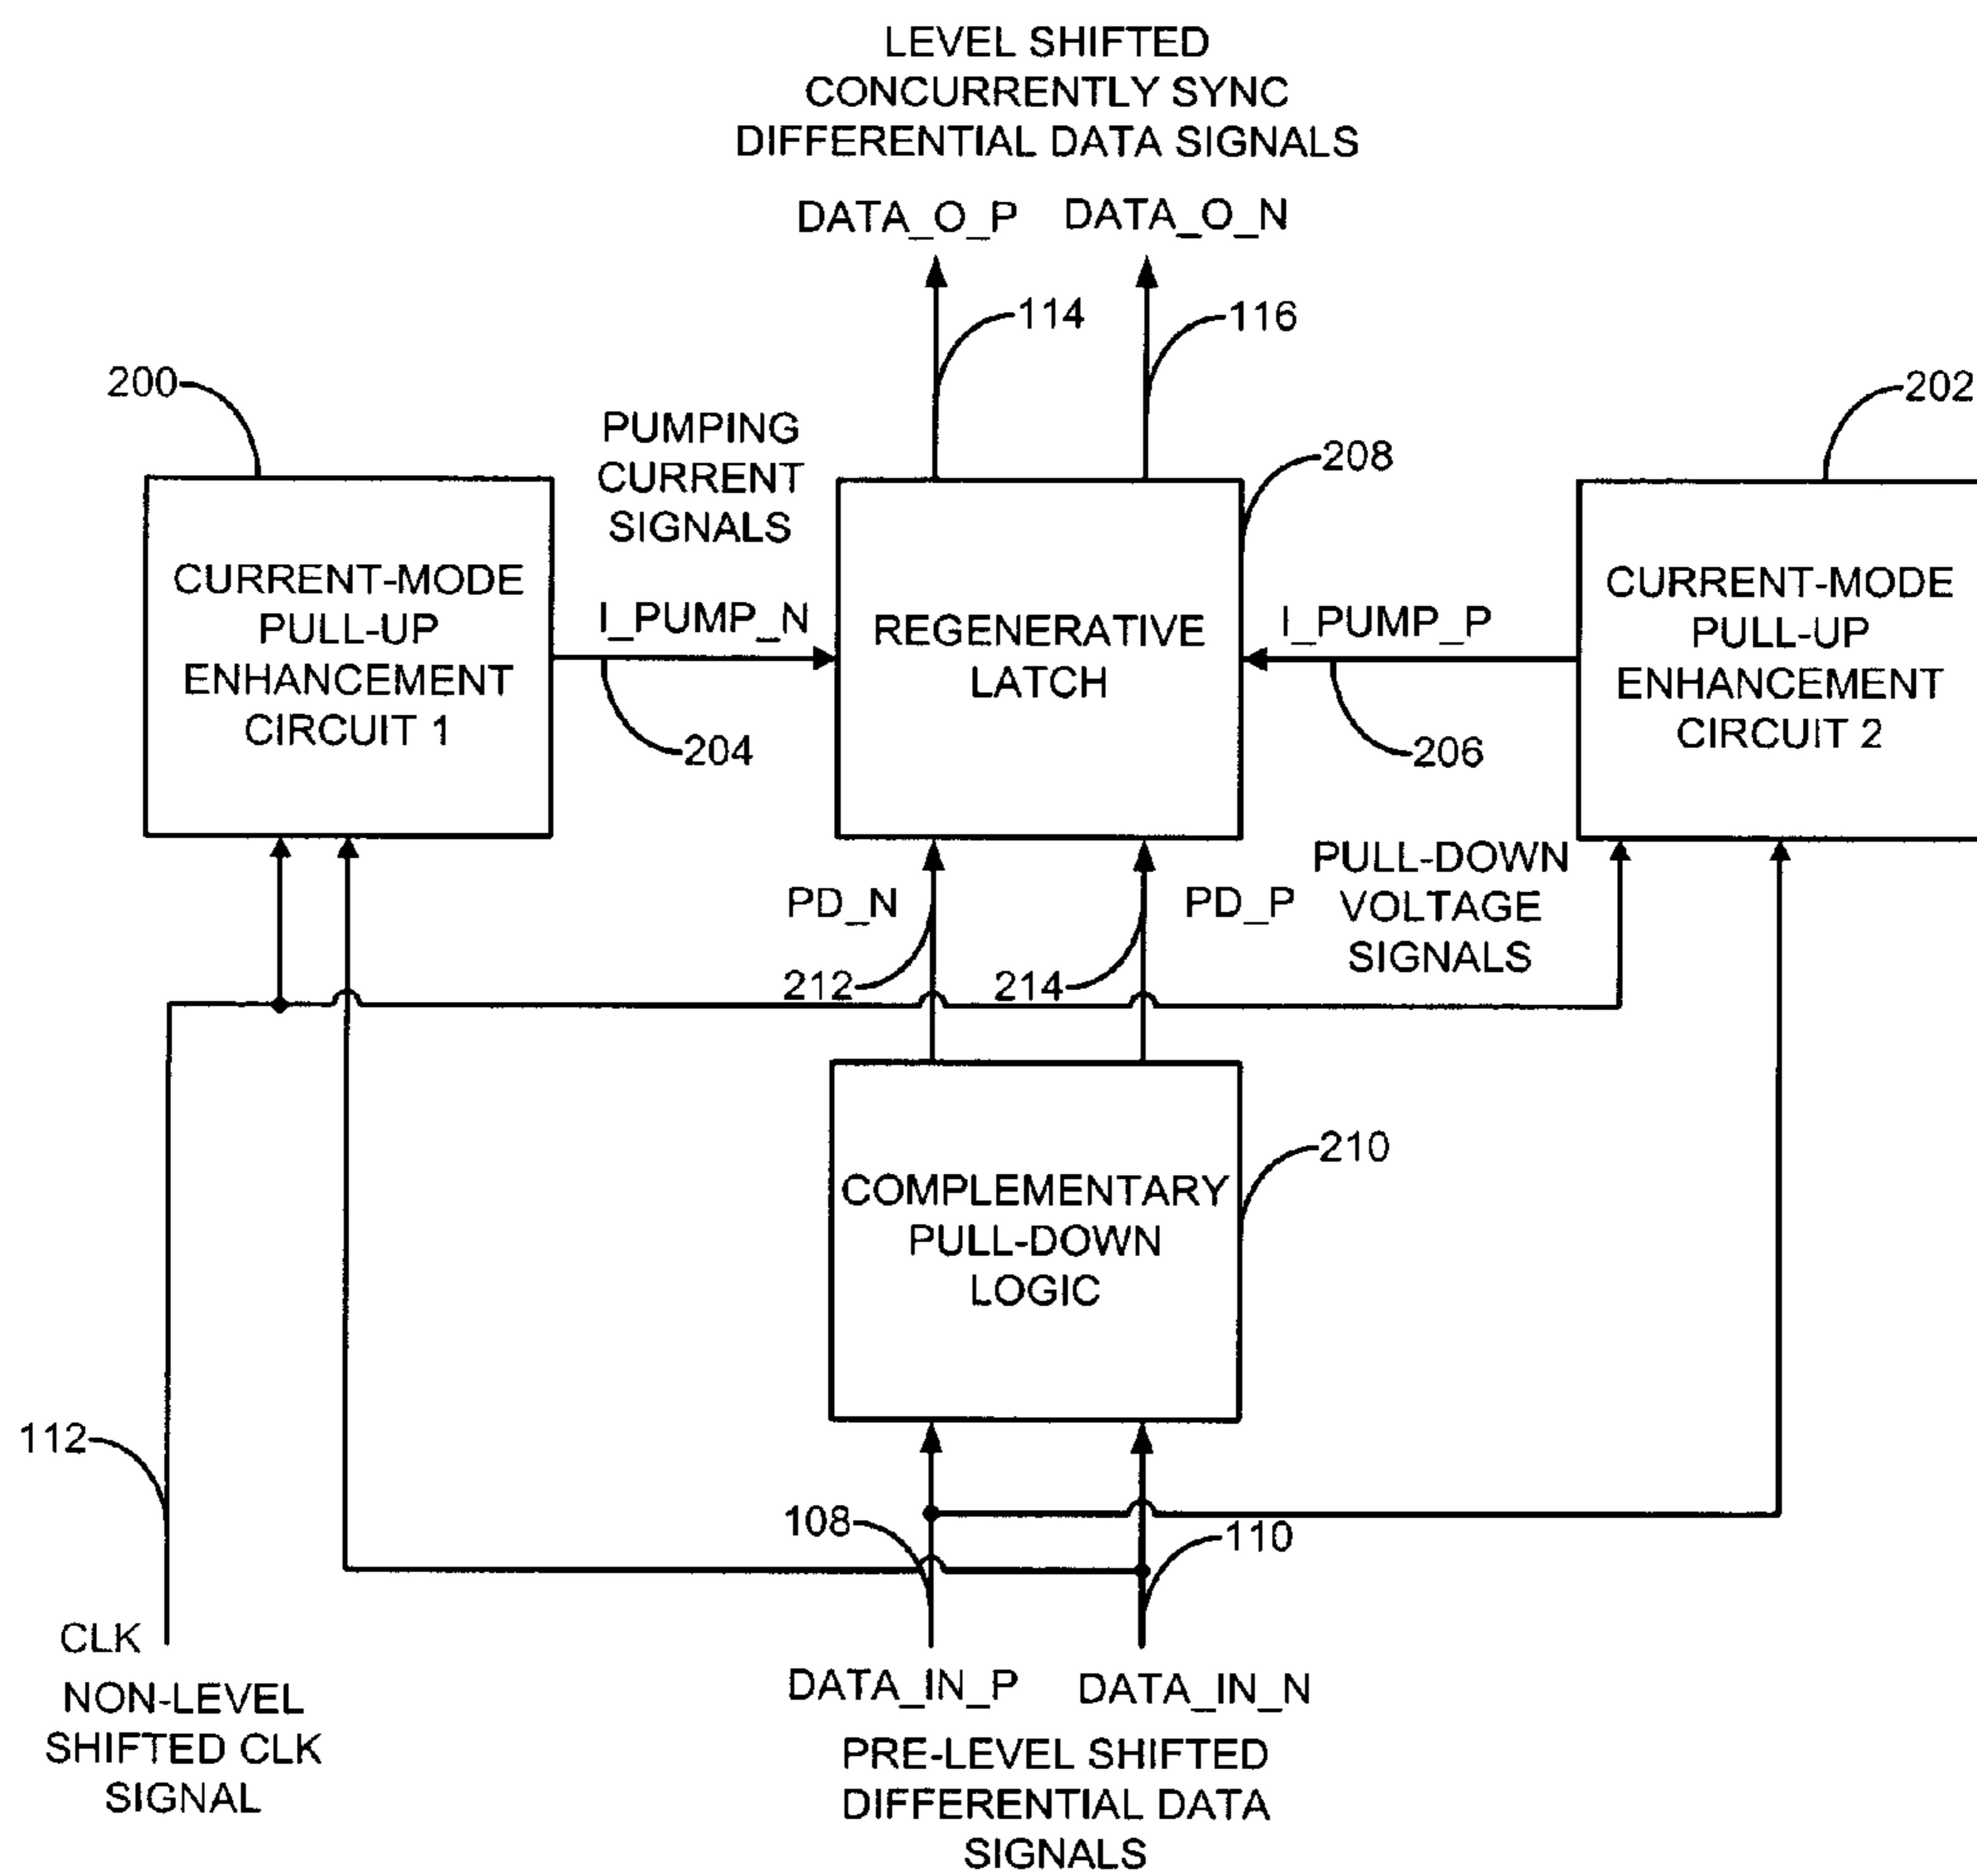 LEVEL SHIFTED
CONCURRENTLY SYNC
DIFFERENTIAL DATA SIGNALS
DATA_O_P
DATA_O_N
114
116
200
202
PUMPING
CURRENT
SIGNALS
208
CURRENT-MODE
PULL-UP
ENHANCEMENT
CIRCUIT 1
I_PUMP_N
204
REGENERATIVE
LATCH
I_PUMP_P
206
CURRENT-MODE
PULL-UP
ENHANCEMENT
CIRCUIT 2
PD_N
212
PD_P
214
PULL-DOWN
VOLTAGE
SIGNALS
COMPLEMENTARY
PULL-DOWN
LOGIC
210
112
108
110
CLK
NON-LEVEL
SHIFTED CLK
SIGNAL
DATA_IN_P
DATA_IN_N
PRE-LEVEL SHIFTED
DIFFERENTIAL DATA
SIGNALS